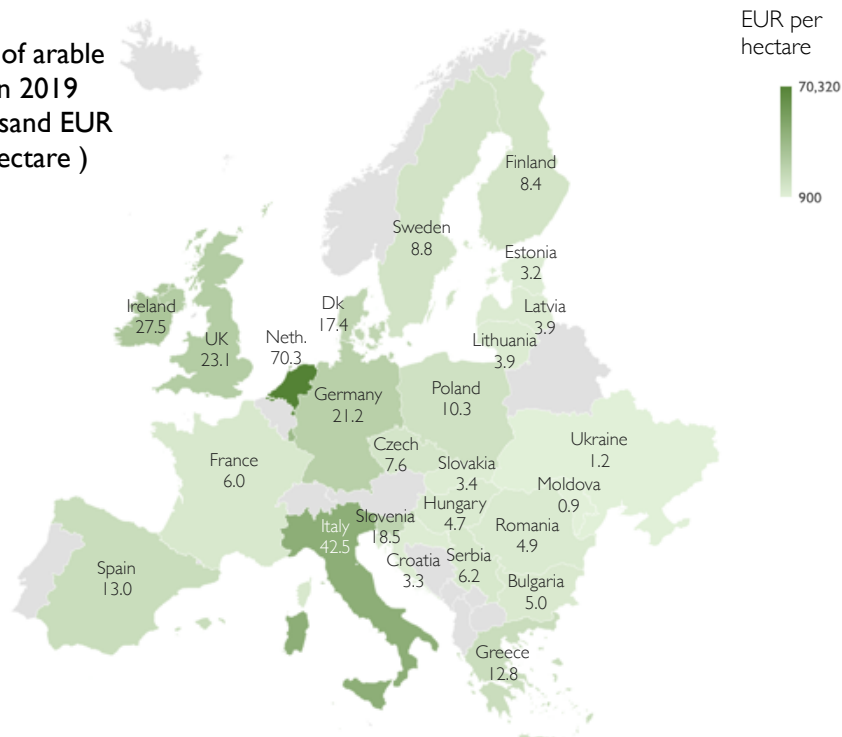 of arable
n 2019
sand EUR
ectare )
EUR per
hectare
70,320
900
Finland
8.4
Sweden
8.8
Estonia
3.2
Latvia
3.9
Lithuania
3.9
Ireland
27.5
UK
23.1
Dk
17.4
Neth.
70.3
Germany
21.2
Poland
10.3
Czech
7.6
Ukraine
1.2
France
6.0
Slovakia
3.4
Moldova
0.9
Hungary
4.7
Italy
42.5
Slovenia
18.5
Romania
4.9
Croatia
3.3
Serbia
6.2
Spain
13.0
Bulgaria
5.0
Greece
12.8